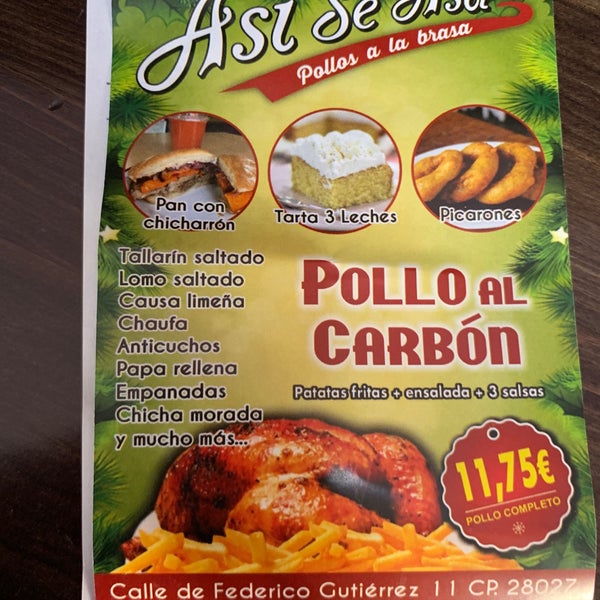 Así Se Asa
Pollos a la brasa
Pan con
chicharrón
Tarta 3 Leches
Picarones
Tallarín saltado
Lomo saltado
Causa limeña
Chaufa
Anticuchos
Papa rellena
Empanadas
Chicha morada
y mucho más...
POLLO AL
CARBÓN
Patatas fritas + ensalada + 3 salsas
11,75€
POLLO COMPLETO
Calle de Federico Gutiérrez 11 CP. 28027